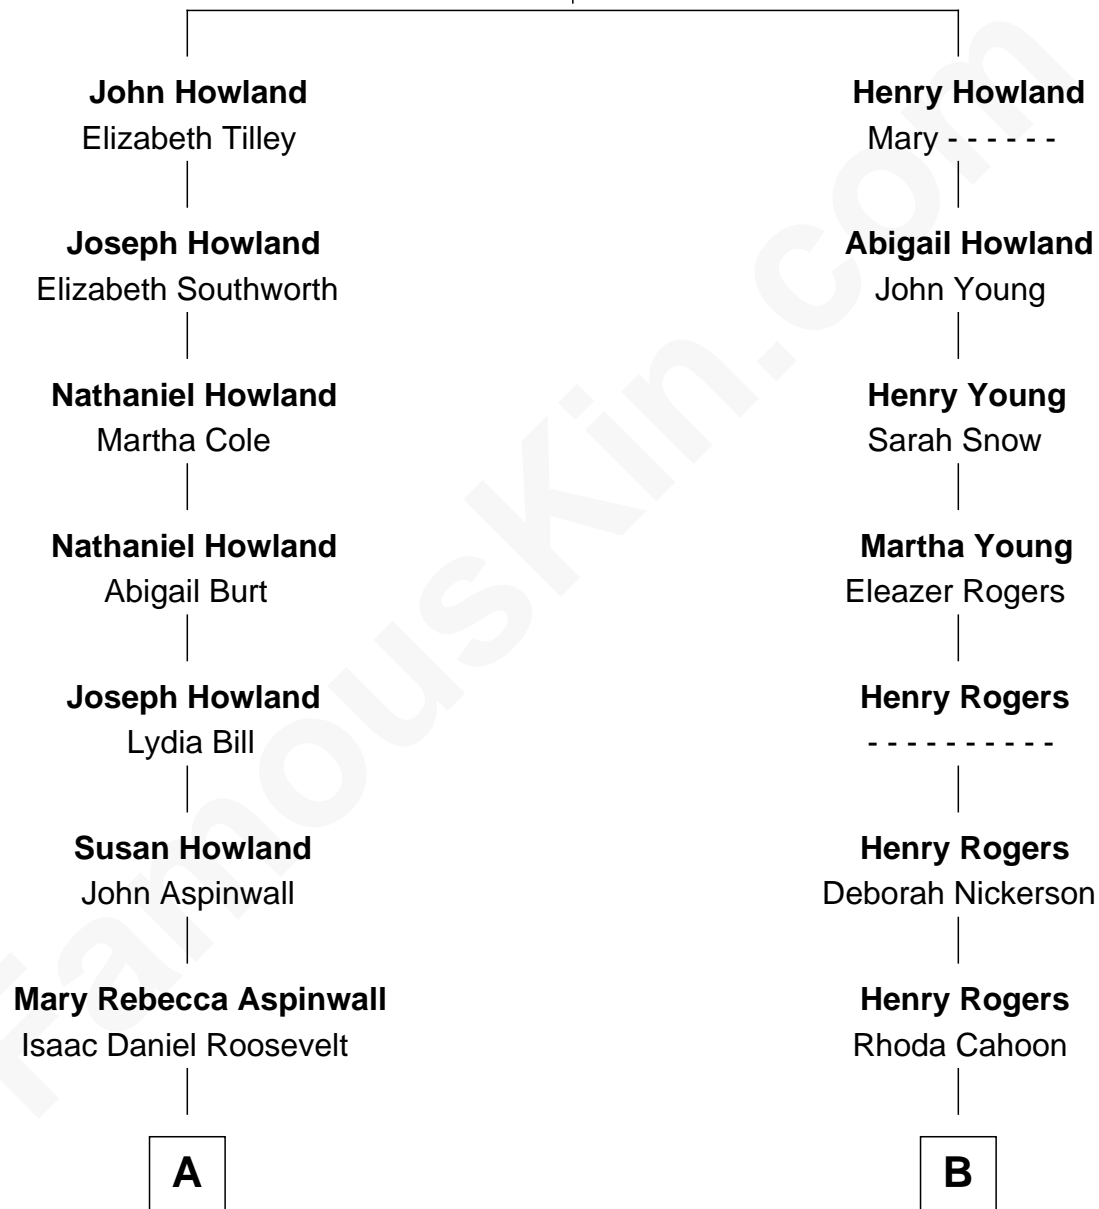 John Howland
Elizabeth Tilley
Joseph Howland
Elizabeth Southworth
Nathaniel Howland
Martha Cole
Nathaniel Howland
Abigail Burt
Joseph Howland
Lydia Bill
Susan Howland
John Aspinwall
Mary Rebecca Aspinwall
Isaac Daniel Roosevelt
A
Henry Howland
Mary - - - - - -
Abigail Howland
John Young
Henry Young
Sarah Snow
Martha Young
Eleazer Rogers
Henry Rogers
- - - - - - - - - -
Henry Rogers
Deborah Nickerson
Henry Rogers
Rhoda Cahoon
B
FamousKin.com